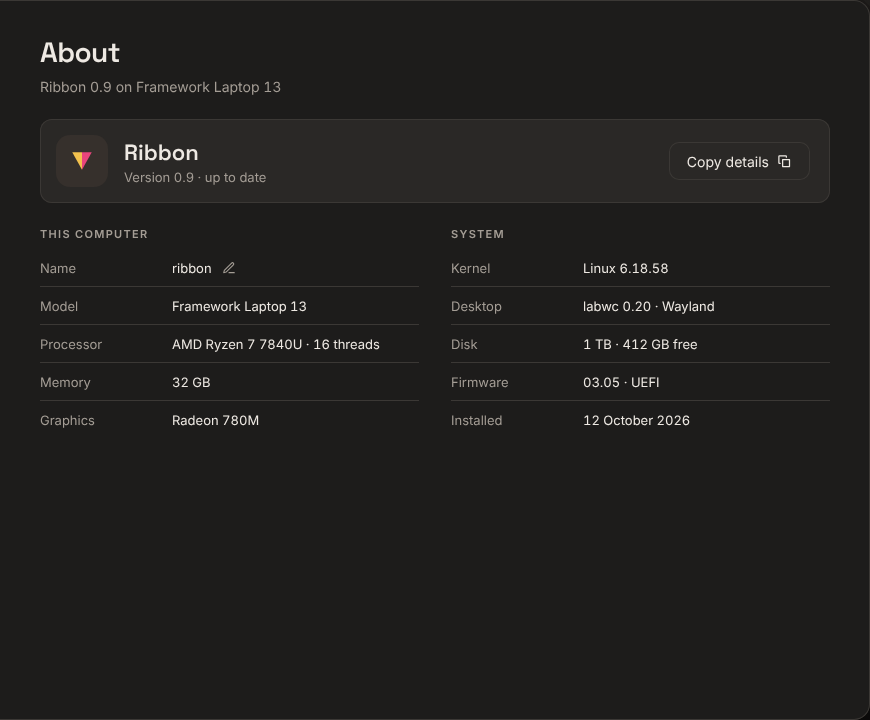 About
Ribbon 0.9 on Framework Laptop 13
Ribbon
Version 0.9 · up to date
Copy details
THIS COMPUTER
Name ribbon
Model Framework Laptop 13
Processor AMD Ryzen 7 7840U · 16 threads
Memory 32 GB
Graphics Radeon 780M
SYSTEM
Kernel Linux 6.18.58
Desktop labwc 0.20 · Wayland
Disk 1 TB · 412 GB free
Firmware 03.05 · UEFI
Installed 12 October 2026